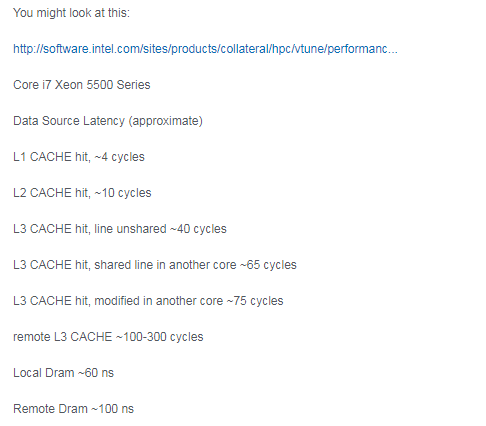 You might look at this:
http://software.intel.com/sites/products/collateral/hpc/vtune/performanc...
Core i7 Xeon 5500 Series
Data Source Latency (approximate)
L1 CACHE hit, ~4 cycles
L2 CACHE hit, ~10 cycles
L3 CACHE hit, line unshared ~40 cycles
L3 CACHE hit, shared line in another core ~65 cycles
L3 CACHE hit, modified in another core ~75 cycles
remote L3 CACHE ~100-300 cycles
Local Dram ~60 ns
Remote Dram ~100 ns